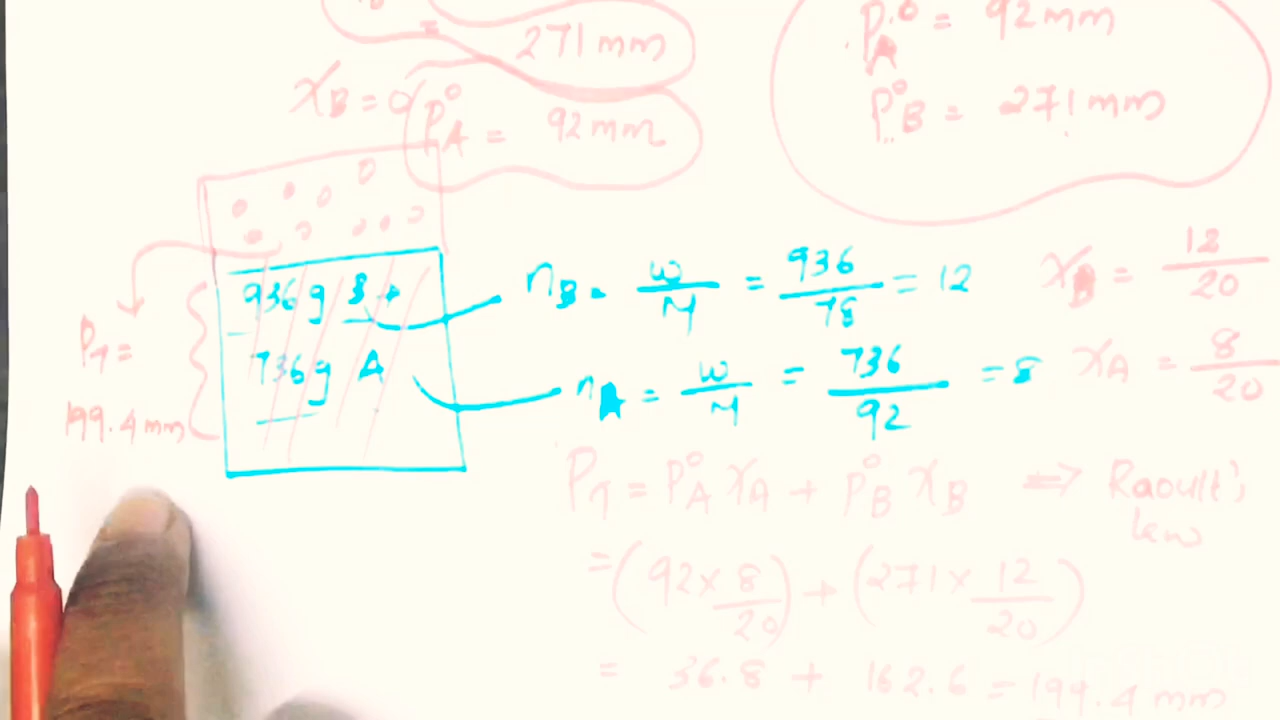 = 271 mm
P°A = 92 mm
P°B = 271 mm
XB = 0
P°A = 92 mm
936 g B +
736 g A
PT =
199.4 mm
nB = w/M = 936/78 = 12
XB = 12/20
nA = w/M = 736/92 = 8
XA = 8/20
PT = P°A XA + P°B XB => Raoult's
law
= (92 × 8/20) + (271 × 12/20)
= 36.8 + 162.6 = 199.4 mm